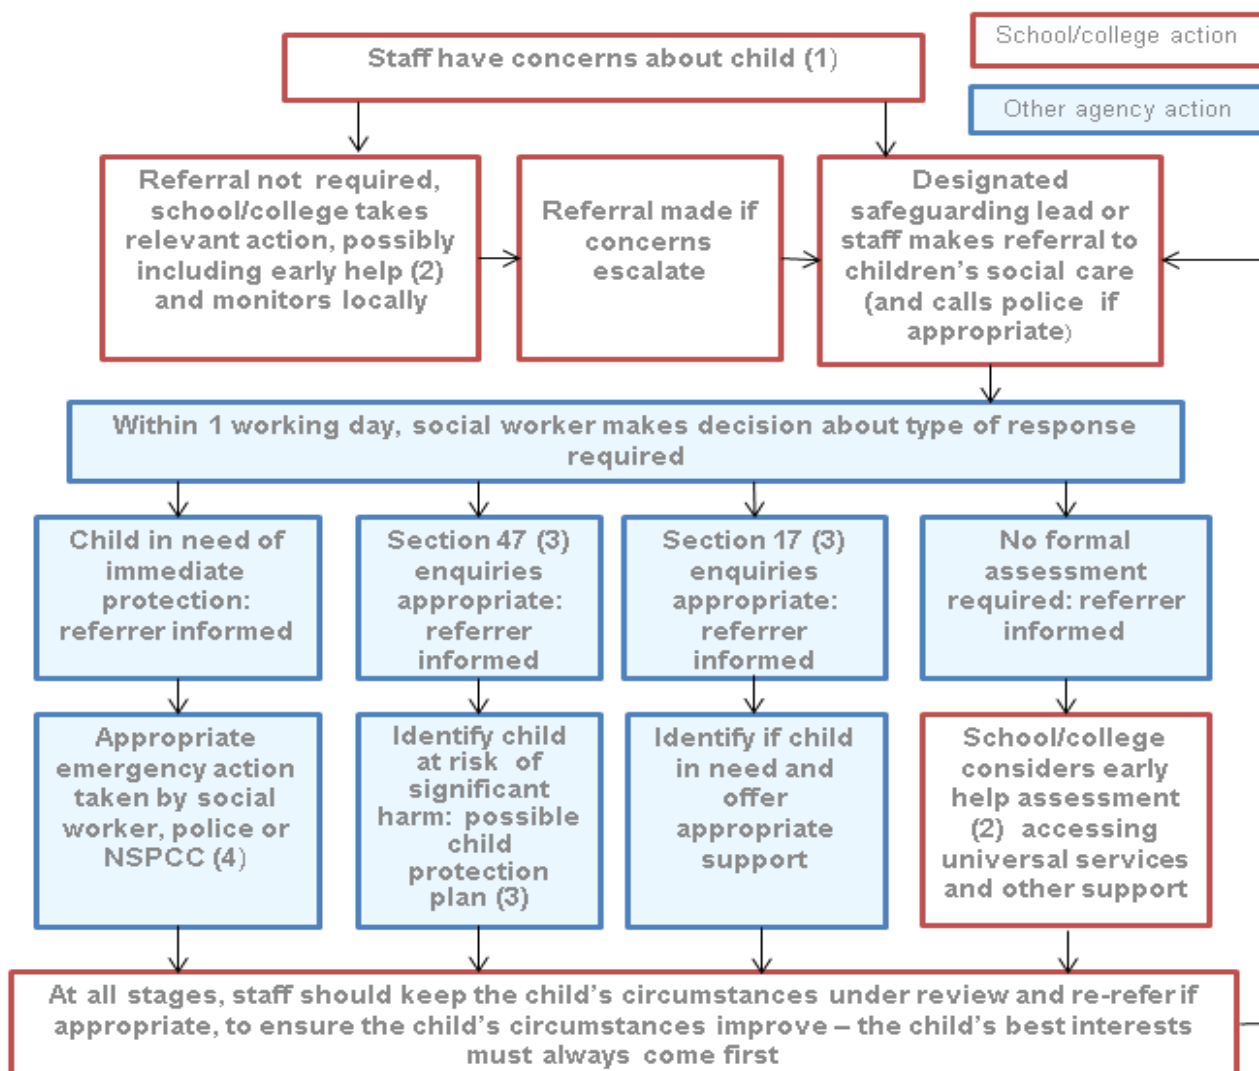 Staff have concerns about child (1)
School/college action
Other agency action
Referral not required,
school/college takes
relevant action, possibly
including early help (2)
and monitors locally
Referral made if
concerns
escalate
Designated
safeguarding lead or
staff makes referral to
children’s social care
(and calls police if
appropriate)
Within 1 working day, social worker makes decision about type of response
required
Child in need of
immediate
protection:
referrer informed
Section 47 (3)
enquiries
appropriate:
referrer
informed
Section 17 (3)
enquiries
appropriate:
referrer
informed
No formal
assessment
required: referrer
informed
Appropriate
emergency action
taken by social
worker, police or
NSPCC (4)
Identify child
at risk of
significant
harm: possible
child
protection
plan (3)
Identify if child
in need and
offer
appropriate
support
School/college
considers early
help assessment
(2) accessing
universal services
and other support
At all stages, staff should keep the child’s circumstances under review and re-refer if
appropriate, to ensure the child’s circumstances improve – the child’s best interests
must always come first